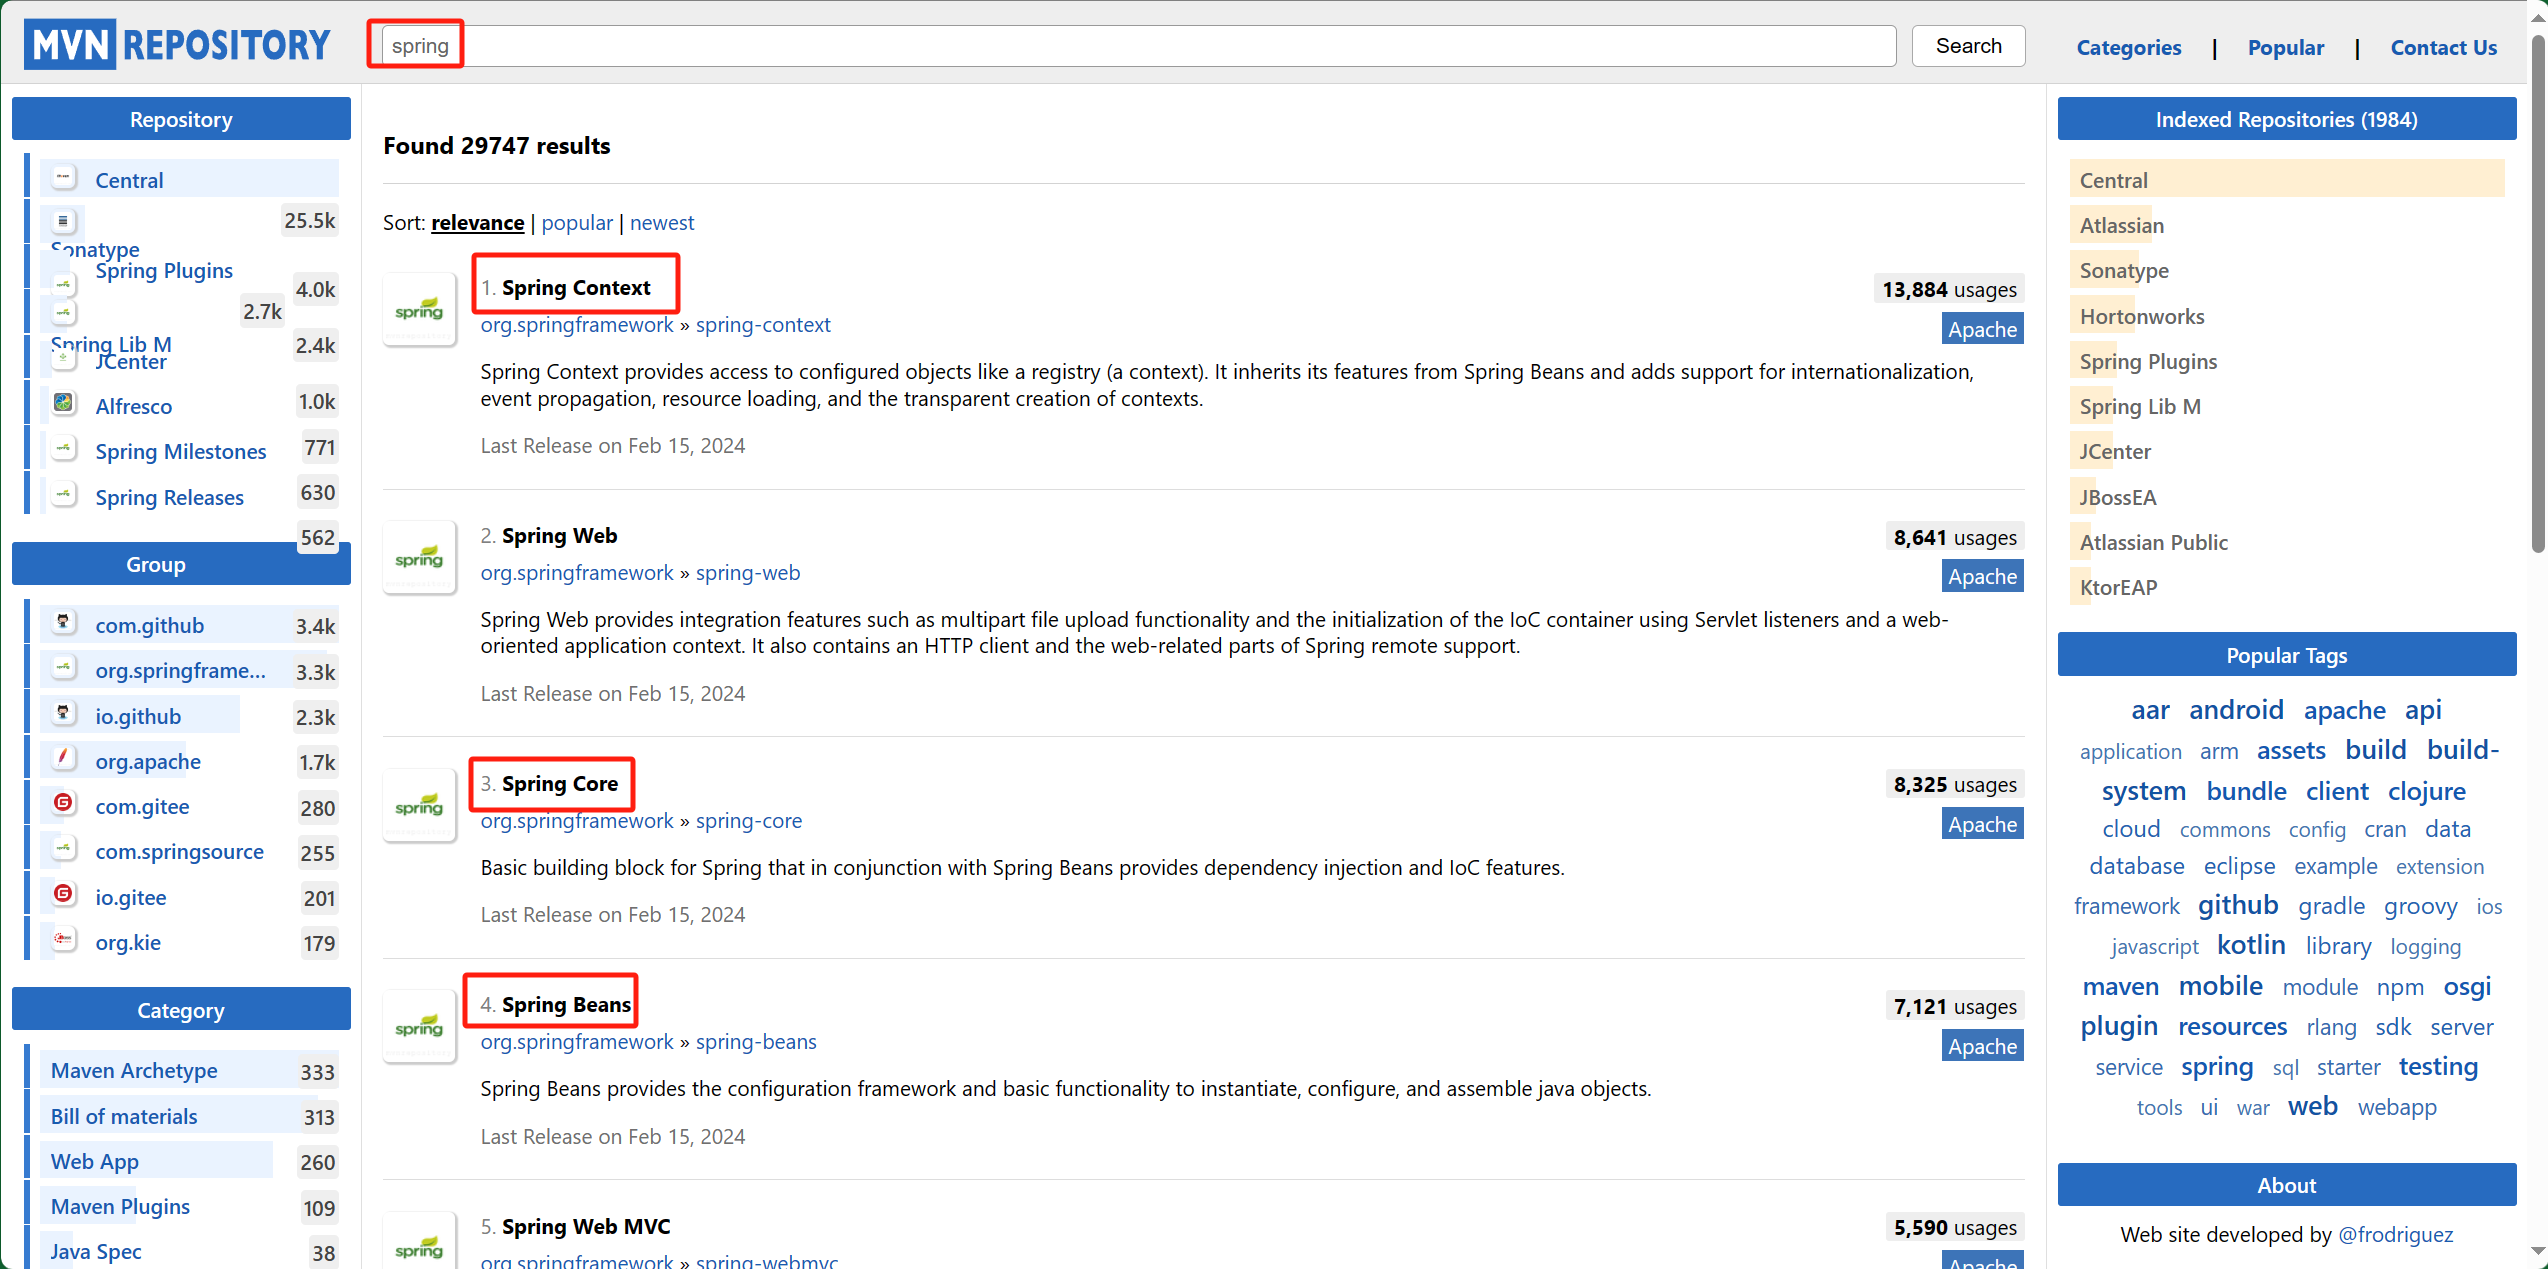 MVN REPOSITORY
spring
Search
Categories | Popular | Contact Us
Repository
Central
25.5k
Sonatype
Spring Plugins
4.0k
2.7k
Spring Lib M
2.4k
JCenter
Alfresco
1.0k
Spring Milestones
771
Spring Releases
630
562
Group
com.github
3.4k
org.springframe...
3.3k
io.github
2.3k
org.apache
1.7k
com.gitee
280
com.springsource
255
io.gitee
201
org.kie
179
Category
Maven Archetype
333
Bill of materials
313
Web App
260
Maven Plugins
109
Java Spec
38
Found 29747 results
Sort: relevance | popular | newest
spring
1. Spring Context
13,884 usages
org.springframework » spring-context
Apache
Spring Context provides access to configured objects like a registry (a context). It inherits its features from Spring Beans and adds support for internationalization,
event propagation, resource loading, and the transparent creation of contexts.
Last Release on Feb 15, 2024
spring
2. Spring Web
8,641 usages
org.springframework » spring-web
Apache
Spring Web provides integration features such as multipart file upload functionality and the initialization of the IoC container using Servlet listeners and a web-
oriented application context. It also contains an HTTP client and the web-related parts of Spring remote support.
Last Release on Feb 15, 2024
spring
3. Spring Core
8,325 usages
org.springframework » spring-core
Apache
Basic building block for Spring that in conjunction with Spring Beans provides dependency injection and IoC features.
Last Release on Feb 15, 2024
spring
4. Spring Beans
7,121 usages
org.springframework » spring-beans
Apache
Spring Beans provides the configuration framework and basic functionality to instantiate, configure, and assemble java objects.
Last Release on Feb 15, 2024
spring
5. Spring Web MVC
5,590 usages
org.springframework » spring-webmvc
Apache
Indexed Repositories (1984)
Central
Atlassian
Sonatype
Hortonworks
Spring Plugins
Spring Lib M
JCenter
JBossEA
Atlassian Public
KtorEAP
Popular Tags
aar android apache api
application arm assets build build-
system bundle client clojure
cloud commons config cran data
database eclipse example extension
framework github gradle groovy ios
javascript kotlin library logging
maven mobile module npm osgi
plugin resources rlang sdk server
service spring sql starter testing
tools ui war web webapp
About
Web site developed by @frodriguez